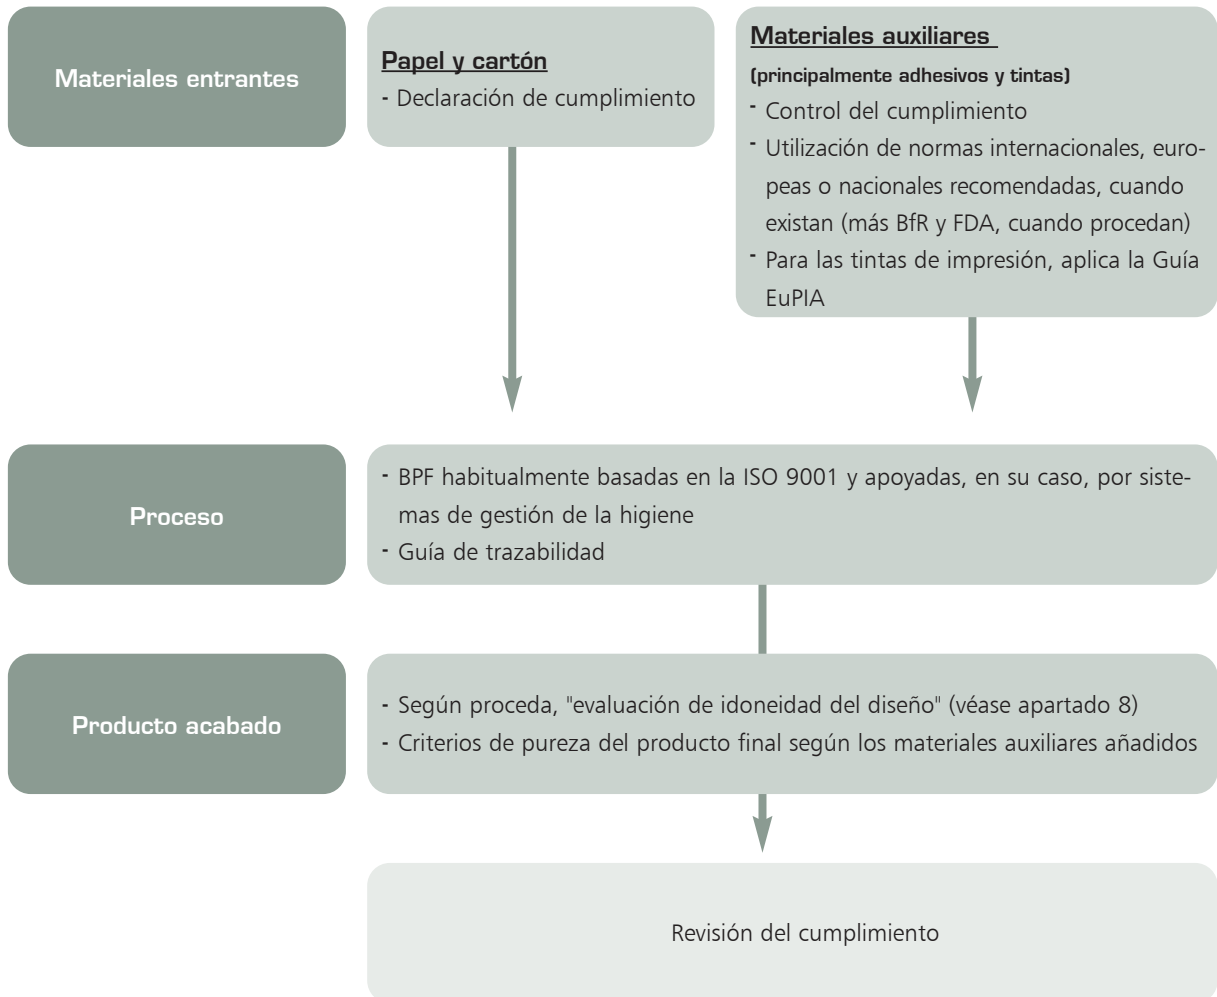 Materiales entrantes
Papel y cartón
- Declaración de cumplimiento
Materiales auxiliares
(principalmente adhesivos y tintas)
- Control del cumplimiento
- Utilización de normas internacionales, euro-
peas o nacionales recomendadas, cuando
existan (más BfR y FDA, cuando procedan)
- Para las tintas de impresión, aplica la Guía
EuPIA
Proceso
- BPF habitualmente basadas en la ISO 9001 y apoyadas, en su caso, por siste-
mas de gestión de la higiene
- Guía de trazabilidad
Producto acabado
- Según proceda, "evaluación de idoneidad del diseño" (véase apartado 8)
- Criterios de pureza del producto final según los materiales auxiliares añadidos
Revisión del cumplimiento